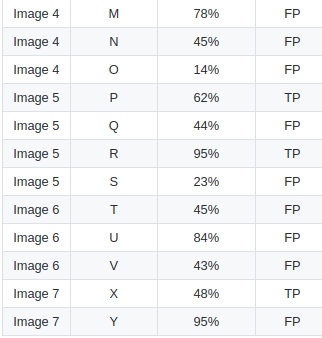 Image 4 M 78% FP
Image 4 N 45% FP
Image 4 O 14% FP
Image 5 P 62% TP
Image 5 Q 44% FP
Image 5 R 95% TP
Image 5 S 23% FP
Image 6 T 45% FP
Image 6 U 84% FP
Image 6 V 43% FP
Image 7 X 48% TP
Image 7 Y 95% FP